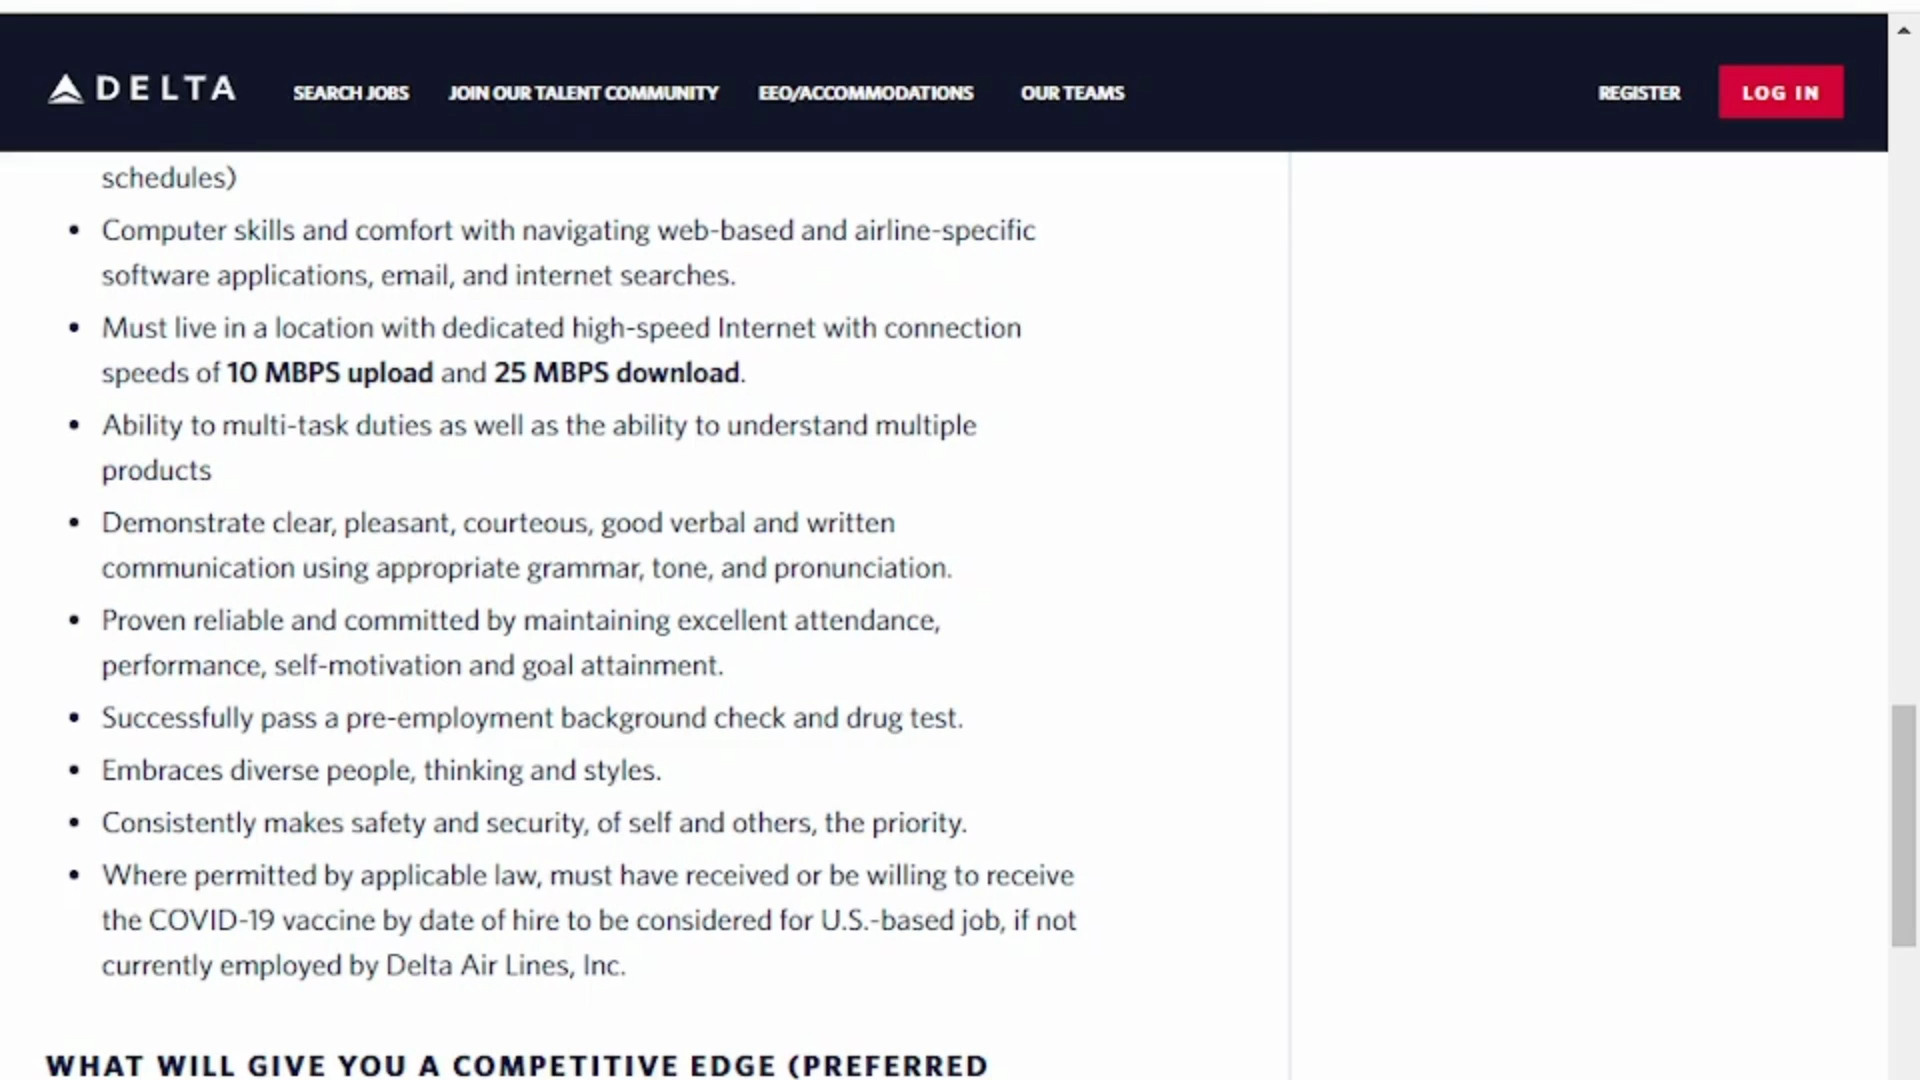 DELTA SEARCH JOBS JOIN OUR TALENT COMMUNITY EEO/ACCOMMODATIONS OUR TEAMS REGISTER LOG IN
schedules)
• Computer skills and comfort with navigating web-based and airline-specific
software applications, email, and internet searches.
• Must live in a location with dedicated high-speed Internet with connection
speeds of 10 MBPS upload and 25 MBPS download.
• Ability to multi-task duties as well as the ability to understand multiple
products
• Demonstrate clear, pleasant, courteous, good verbal and written
communication using appropriate grammar, tone, and pronunciation.
• Proven reliable and committed by maintaining excellent attendance,
performance, self-motivation and goal attainment.
• Successfully pass a pre-employment background check and drug test.
• Embraces diverse people, thinking and styles.
• Consistently makes safety and security, of self and others, the priority.
• Where permitted by applicable law, must have received or be willing to receive
the COVID-19 vaccine by date of hire to be considered for U.S.-based job, if not
currently employed by Delta Air Lines, Inc.
WHAT WILL GIVE YOU A COMPETITIVE EDGE (PREFERRED